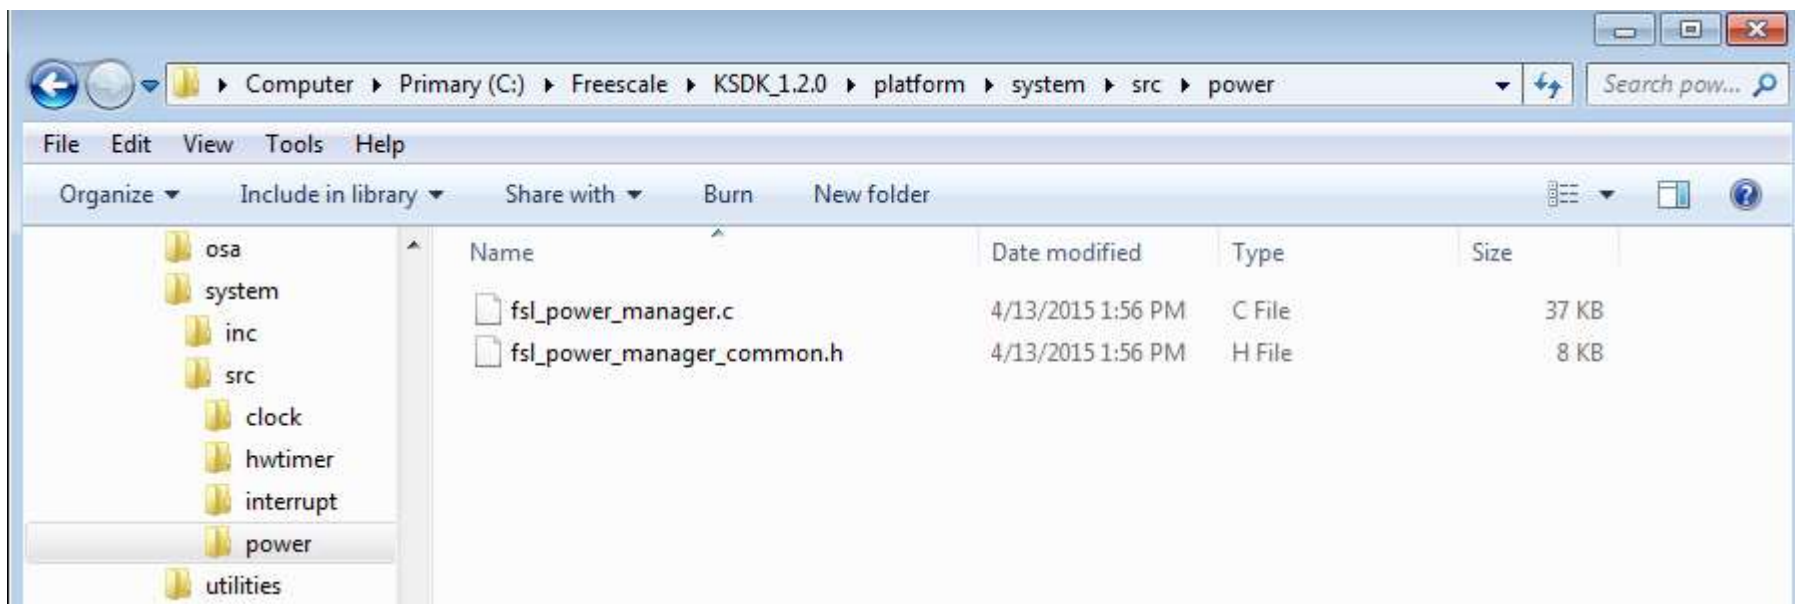 Computer Primary (C:) Freescale KSDK_1.2.0 platform system src power Search pow...
File Edit View Tools Help
Organize Include in library Share with Burn New folder
Name Date modified Type Size
osa
system
inc
src
clock
hwtimer
interrupt
power
utilities
fsl_power_manager.c 4/13/2015 1:56 PM C File 37 KB
fsl_power_manager_common.h 4/13/2015 1:56 PM H File 8 KB